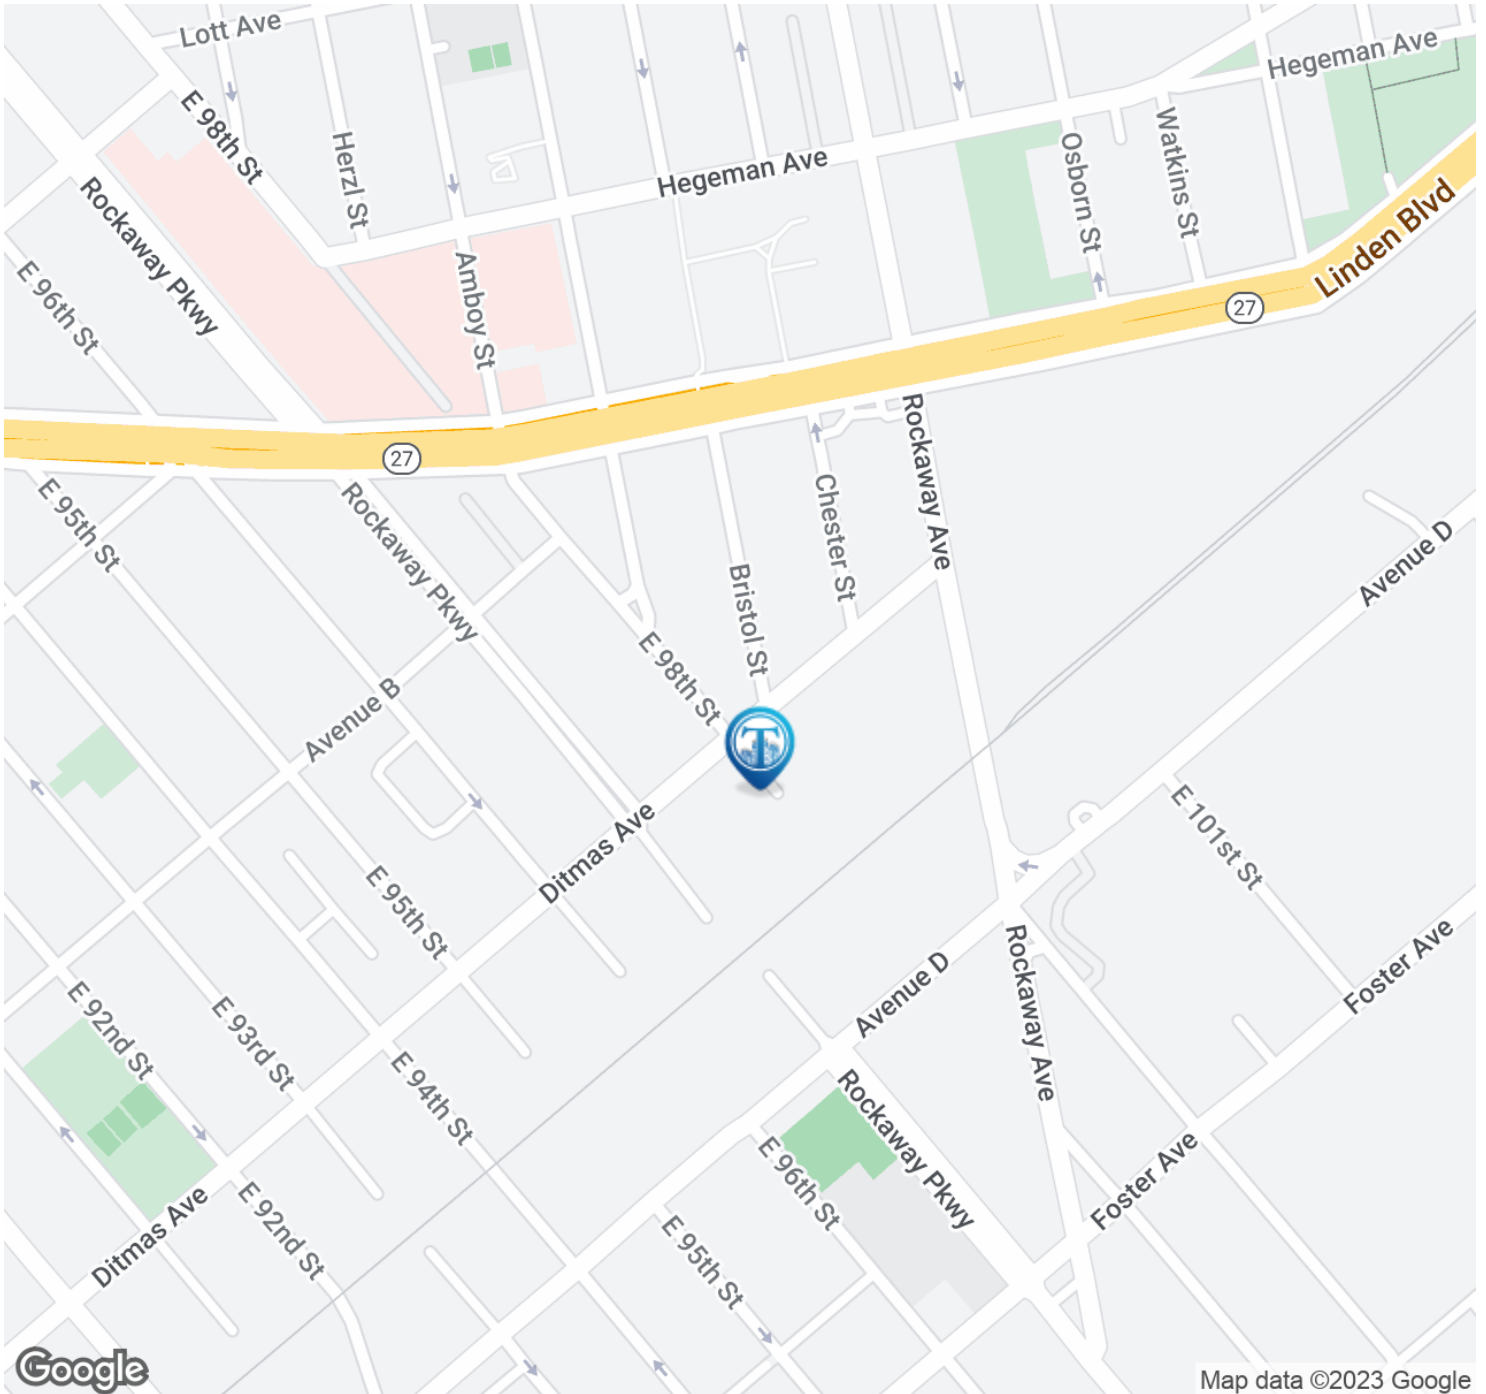 Lott Ave
Hegeman Ave
E 98th St
Herzl St
Hegeman Ave
Osborn St
Watkins St
Rockaway Pkwy
Linden Blvd
E 96th St
Amboy St
27
27
Rockaway Ave
E 95th St
Rockaway Pkwy
Chester St
Avenue D
Bristol St
E 98th St
Avenue B
T
Ditmas Ave
E 101st St
E 95th St
Rockaway Ave
Avenue D
Foster Ave
E 92nd St
E 93rd St
E 94th St
Rockaway Pkwy
E 96th St
Foster Ave
Ditmas Ave
E 92nd St
E 95th St
Google
Map data ©2023 Google